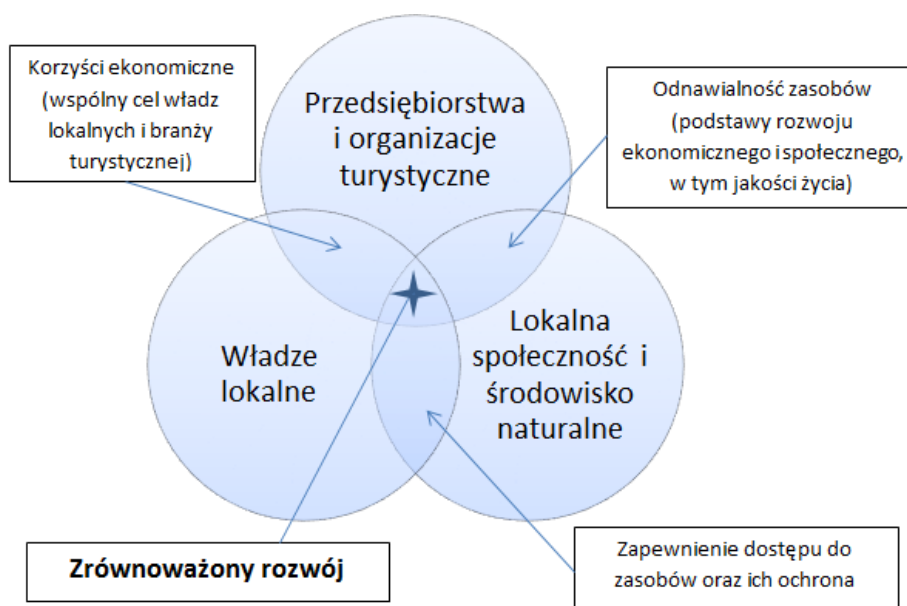 Korzyści ekonomiczne
(wspólny cel władz
lokalnych i branży
turystycznej)
Przedsiębiorstwa
i organizacje
turystyczne
Odnawialność zasobów
(podstawy rozwoju
ekonomicznego i społecznego,
w tym jakości życia)
Władze
lokalne
Lokalna
społeczność i
środowisko
naturalne
Zrównoważony rozwój
Zapewnienie dostępu do
zasobów oraz ich ochrona